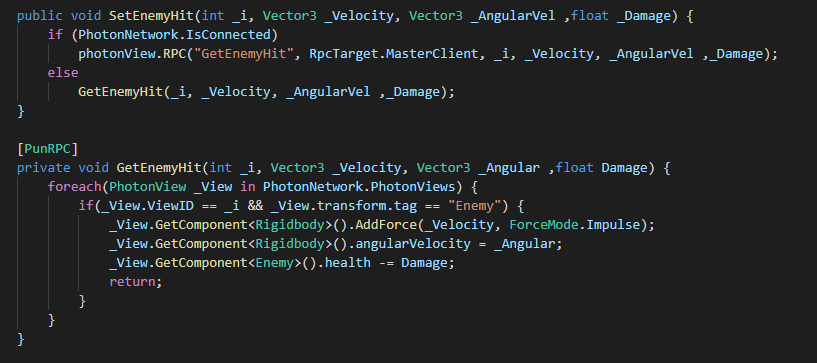 public void SetEnemyHit(int _i, Vector3 _Velocity, Vector3 _AngularVel ,float _Damage) {
if (PhotonNetwork.IsConnected)
photonView.RPC("GetEnemyHit", RpcTarget.MasterClient, _i, _Velocity, _AngularVel ,_Damage);
else
GetEnemyHit(_i, _Velocity, _AngularVel ,_Damage);
}
[PunRPC]
private void GetEnemyHit(int _i, Vector3 _Velocity, Vector3 _Angular ,float Damage) {
foreach(PhotonView _View in PhotonNetwork.PhotonViews) {
if(_View.ViewID == _i && _View.transform.tag == "Enemy") {
_View.GetComponent<Rigidbody>().AddForce(_Velocity, ForceMode.Impulse);
_View.GetComponent<Rigidbody>().angularVelocity = _Angular;
_View.GetComponent<Enemy>().health -= Damage;
return;
}
}
}